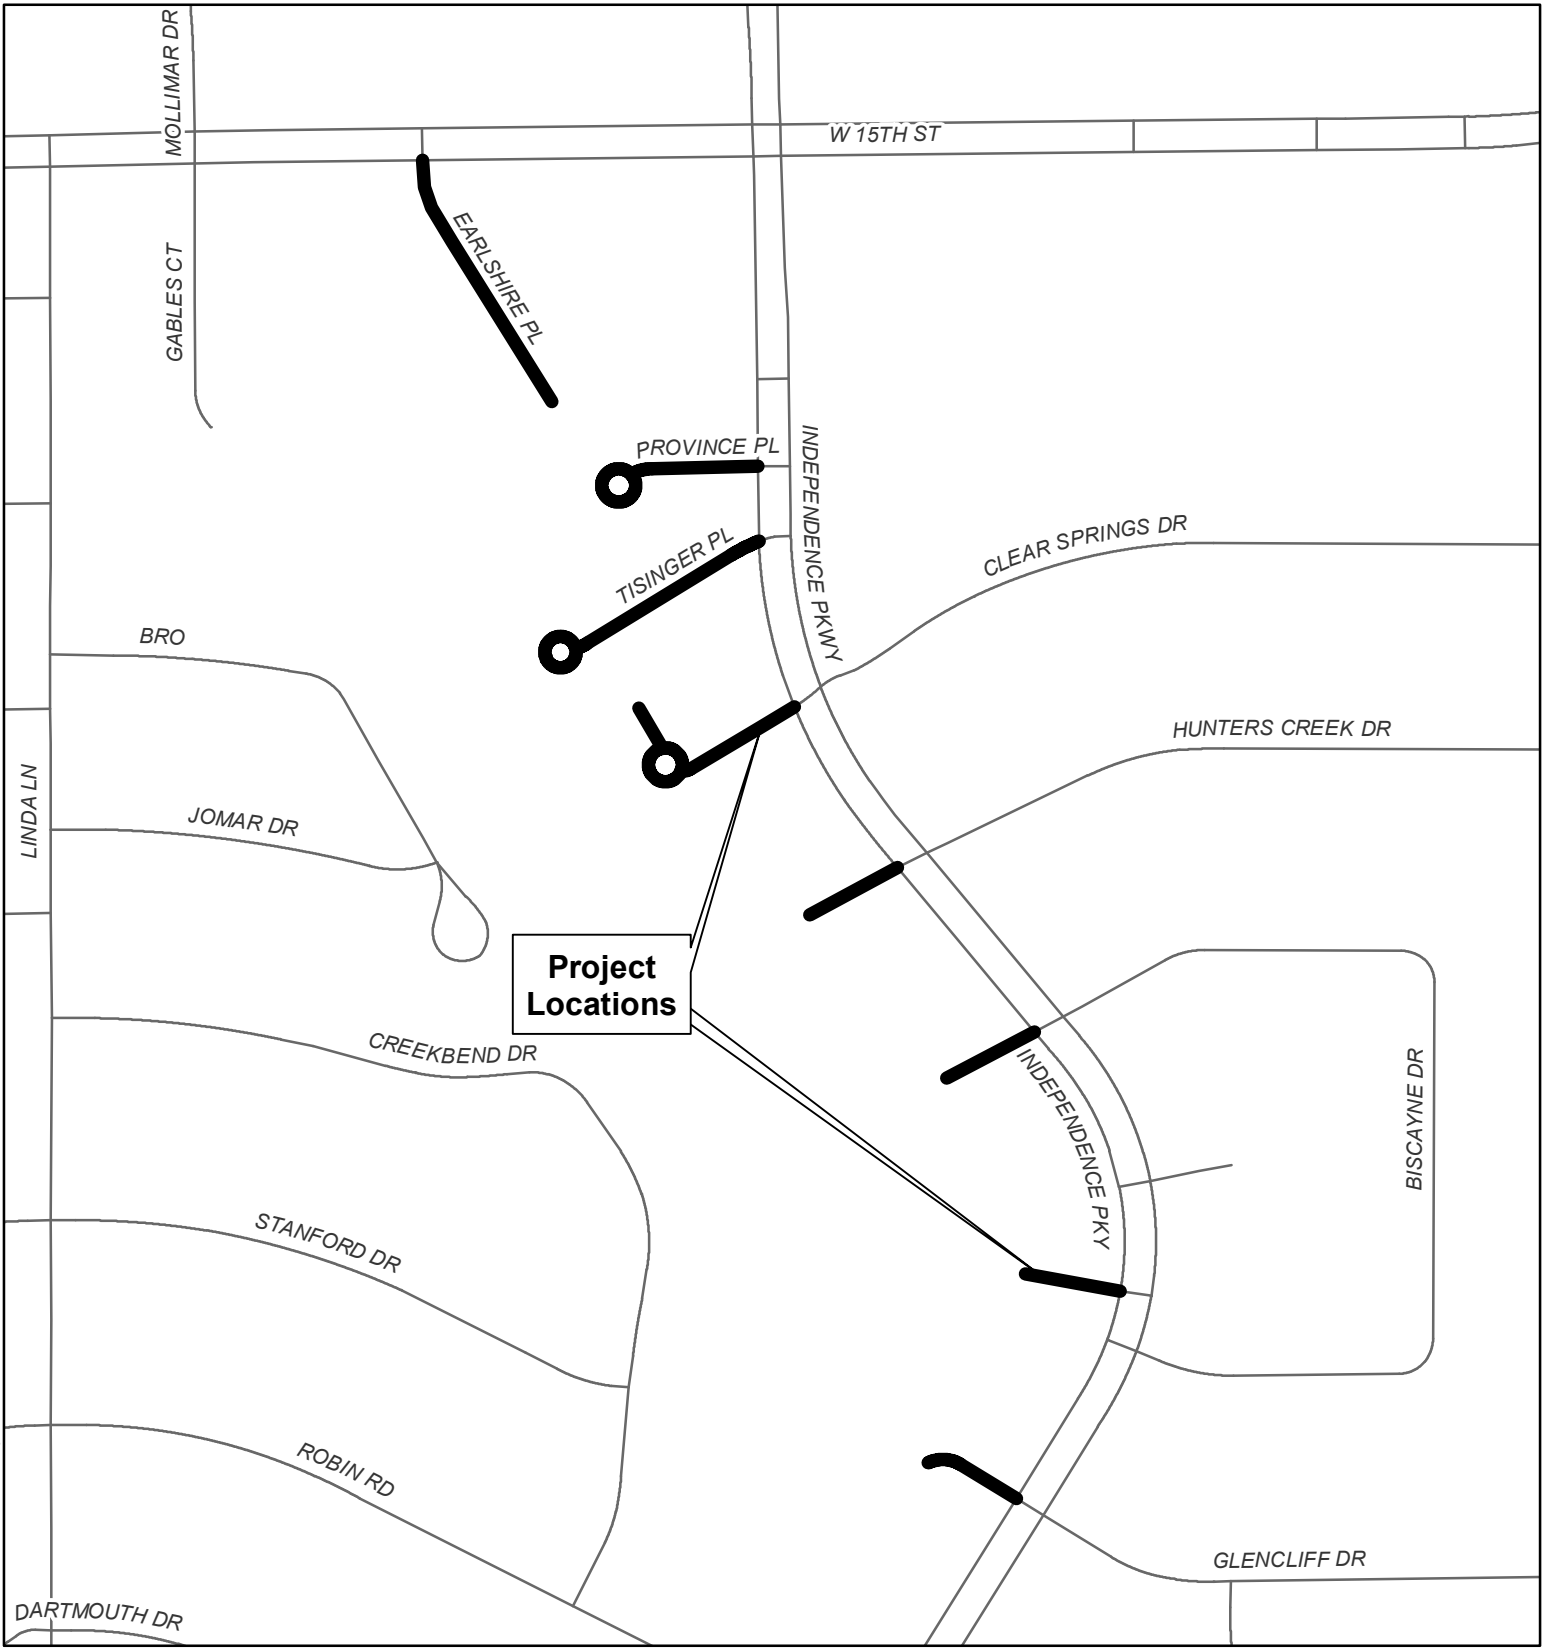 MOLLIMAR DR
W 15TH ST
EARLSHIRE PL
GABLES CT
PROVINCE PL
INDEPENDENCE PKWY
CLEAR SPRINGS DR
TISINGER PL
BRO
HUNTERS CREEK DR
LINDA LN
JOMAR DR
Project
Locations
CREEKBEND DR
INDEPENDENCE PKY
BISCAYNE DR
STANFORD DR
ROBIN RD
GLENCLIFF DR
DARTMOUTH DR